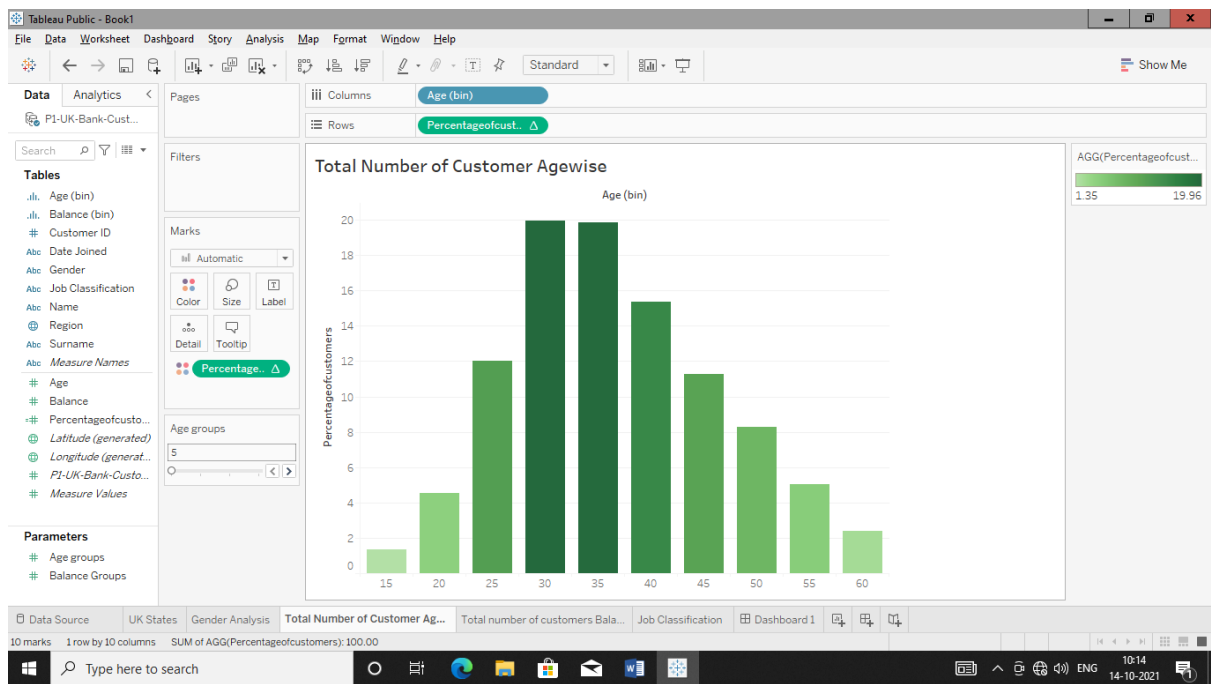 Tableau Public - Book1
File Data Worksheet Dashboard Story Analysis Map Format Window Help
Standard
Show Me
Data Analytics
P1-UK-Bank-Cust...
Search
Tables
Age (bin)
Balance (bin)
# Customer ID
Abc Date Joined
Abc Gender
Abc Job Classification
Abc Name
Region
Abc Surname
Abc Measure Names
# Age
# Balance
=# Percentageofcusto...
Latitude (generated)
Longitude (generat...
# P1-UK-Bank-Custo...
# Measure Values
Parameters
# Age groups
# Balance Groups
Pages
Filters
Marks
Automatic
Color Size Label
Detail Tooltip
Percentage.. Δ
Age groups
5
Columns Age (bin)
Rows Percentageofcust.. Δ
Total Number of Customer Agewise
Age (bin)
Percentageofcustomers
20
18
16
14
12
10
8
6
4
2
0
15 20 25 30 35 40 45 50 55 60
AGG(Percentageofcust...
1.35 19.96
Data Source UK States Gender Analysis Total Number of Customer Ag... Total number of customers Bala... Job Classification Dashboard 1
10 marks 1 row by 10 columns SUM of AGG(Percentageofcustomers): 100.00
Type here to search
ENG
10:14
14-10-2021
1